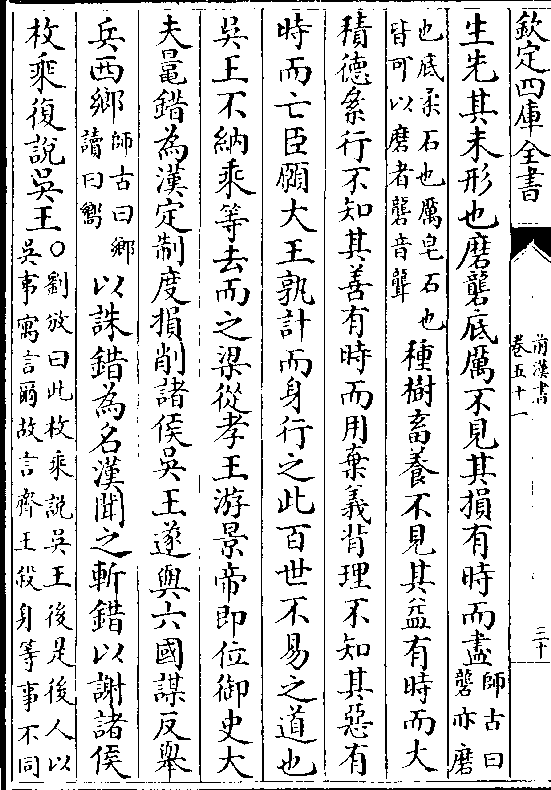 欽定四庫全書
前漢書
卷五十一
三十
生先其未形也磨礱底厲不見其損有時而盡師古曰礱亦磨
也底柔石也厲皂石也皆可以磨者礱音聾種樹畜養不見其益有時而大
積德絫行不知其善有時而用棄義背理不知其惡有
時而亡臣願大王孰計而身行之此百世不易之道也
吳王不納乘等去而之梁從孝王游景帝即位御史大
夫鼂錯為漢定制度損削諸侯吳王遂與六國謀反舉
兵西鄉師古曰鄉讀曰嚮以誅錯為名漢聞之斬錯以謝諸侯
枚乘復說吳王○劉攽曰此枚乘說吳王後是後人以吳事寓言爾故言齊王殺身等事不同